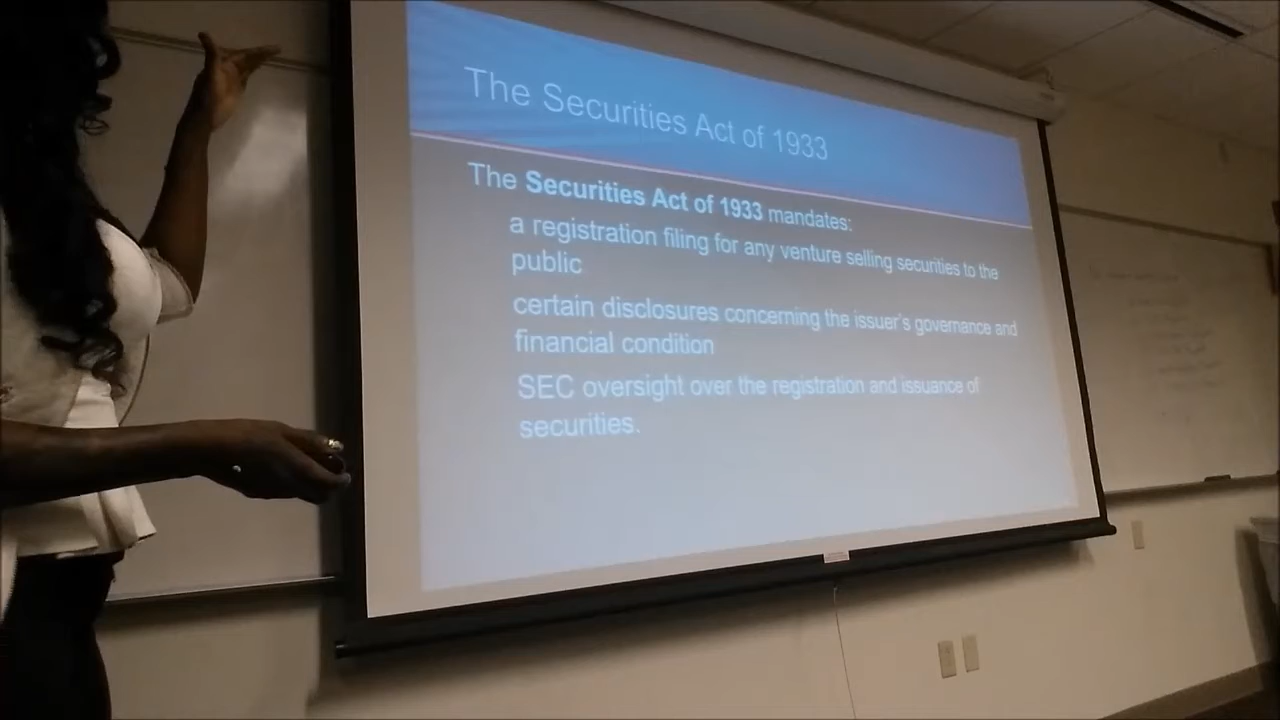 The Securities Act of 1933
The Securities Act of 1933 mandates:
a registration filing for any venture selling securities to the
public
certain disclosures concerning the issuer's governance and
financial condition
SEC oversight over the registration and issuance of
securities.